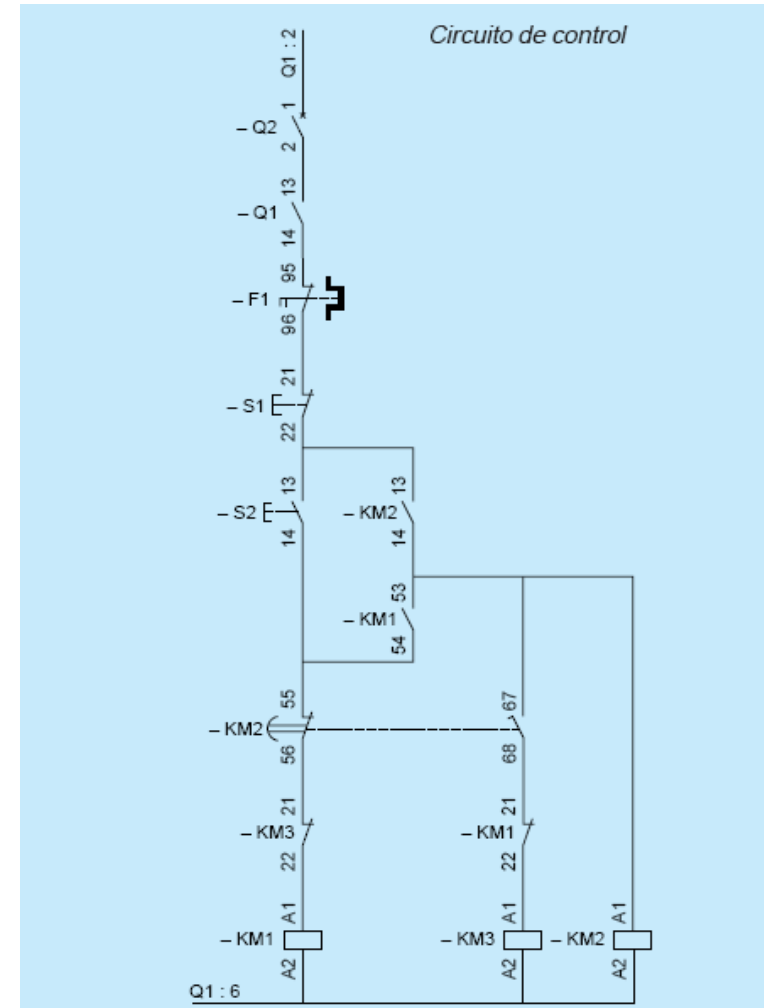 Circuito de control
Q1 : 2
1
– Q2
2
13
– Q1
14
95
– F1
96
21
– S1
22
13
– S2
14
13
– KM2
14
53
– KM1
54
55
– KM2
56
67
68
21
– KM3
22
21
– KM1
22
A1
– KM1
A2
A1
– KM3
A2
A1
– KM2
A2
Q1 : 6